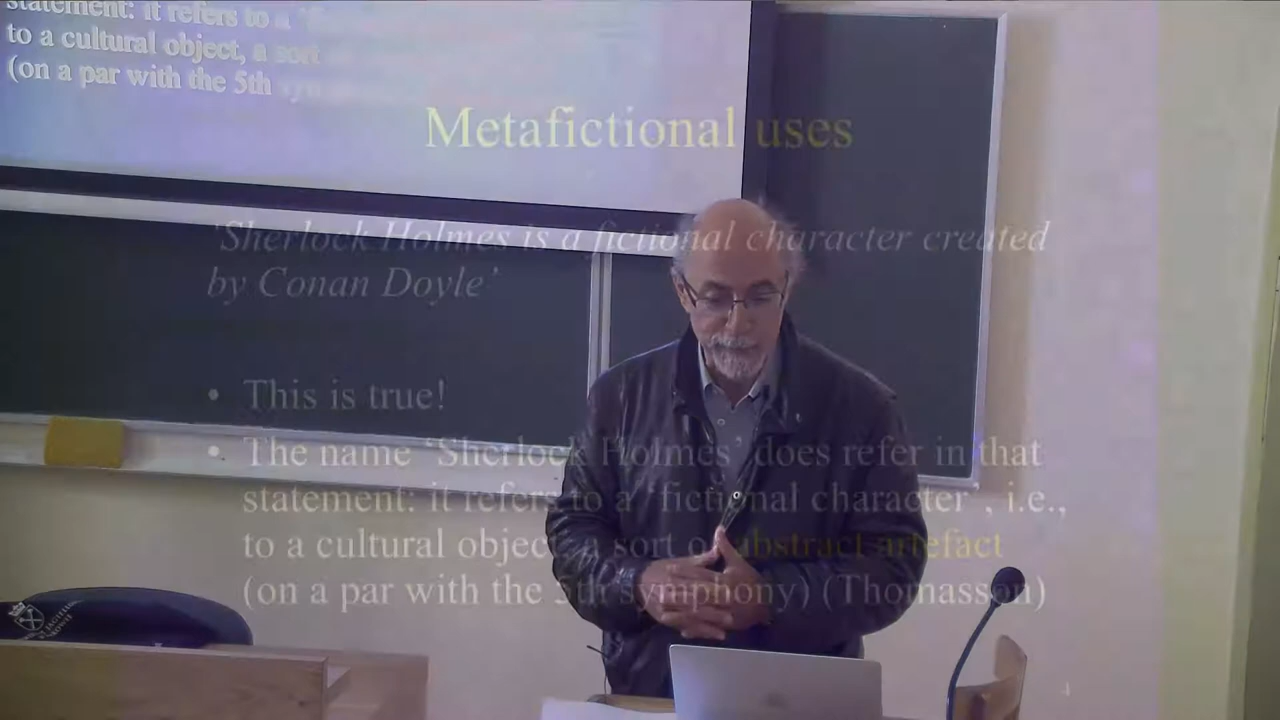 statement: it refers to a
to a cultural object, a sort
(on a par with the 5th
Metafictional uses
'Sherlock Holmes is a fictional character created
by Conan Doyle'
• This is true!
• The name 'Sherlock Holmes' does refer in that
statement: it refers to a 'fictional character', i.e.,
to a cultural object, a sort of abstract artefact
(on a par with the 5th symphony) (Thomasson)